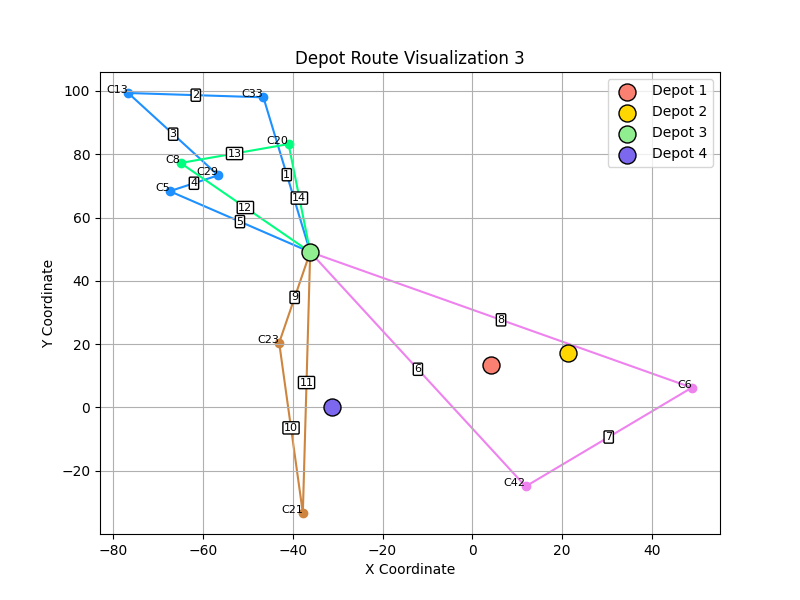 Depot Route Visualization 3
Depot 1
Depot 2
Depot 3
Depot 4
Y Coordinate
100
80
60
40
20
0
−20
C13
2
C33
3
C20
13
C8
C29
1
4
C5
14
12
5
9
8
C23
6
11
C6
10
7
C42
C21
−80
−60
−40
−20
0
20
40
X Coordinate